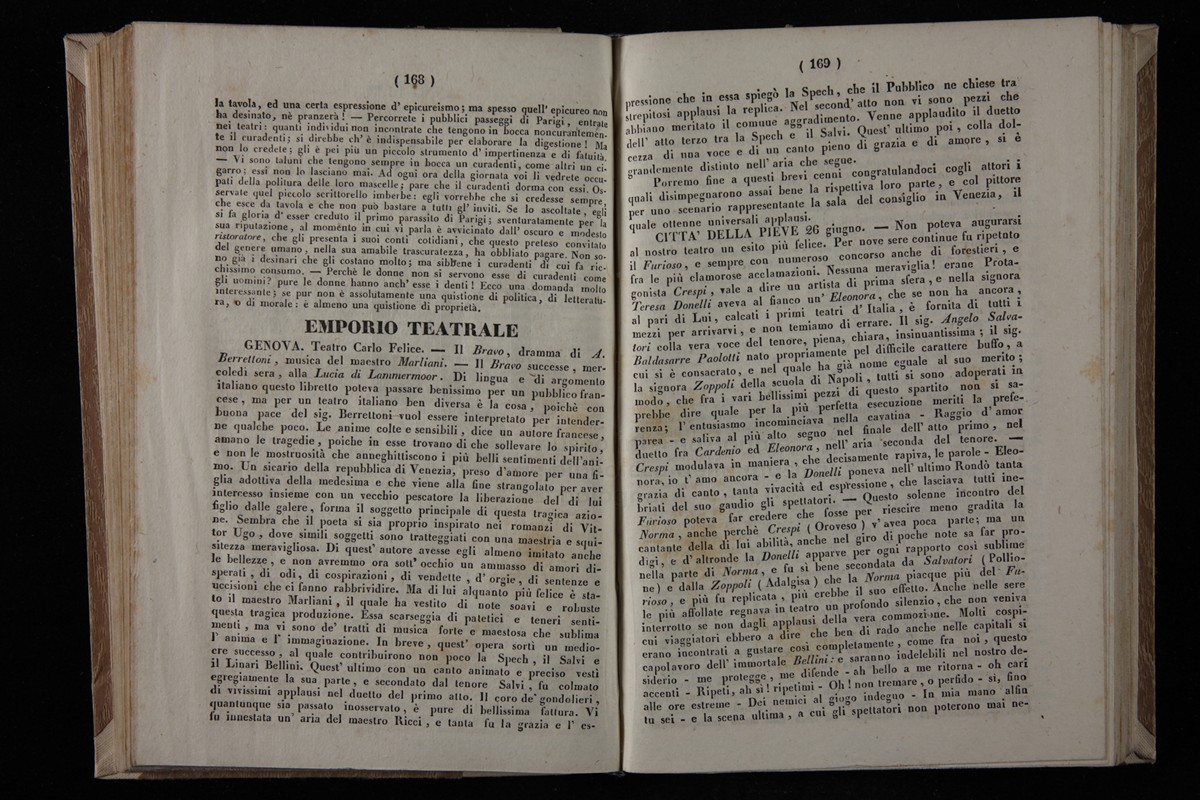 ( 168 )
la tavola, ed una certa espressione d' epicureismo; ma spesso quell' epicureo non
ha desinato, nè pranzerà! — Percorrete i pubblici passeggi di Parigi, entrate
nei teatri: quanti individui non incontrate che tengono in bocca noncurantemen-
te il curadenti; si direbbe ch' è indispensabile per elaborare la digestione! Ma
non lo credete; gli è pei più un piccolo strumento d' impertinenza e di fatuità.
— Vi sono taluni che tengono sempre in bocca un curadenti, come altri un ci-
garro: essi non lo lasciano mai. Ad ogni ora della giornata voi li vedrete occu-
pati della politura delle loro mascelle; pare che il curadenti dorma con essi. Os-
servate quel piccolo scrittorello imberbe: egli vorrebbe che si credesse sempre,
che esce da tavola e che non può bastare a tutti gl' inviti. Se lo ascoltate, egli
si fa gloria d' esser creduto il primo parassito di Parigi; sventuratamente per la
sua riputazione, al momento in cui vi parla è avvicinato dall' oscuro e modesto
ristoratore, che gli presenta i suoi conti cotidiani, che questo preteso convitato
del genere umano, nella sua amabile trascuratezza, ha obbliato pagare. Non so-
no già i desinari che gli costano molto; ma sibbene i curadenti di cui fa ric-
chissimo consumo. — Perchè le donne non si servono esse di curadenti come
gli uomini? pure le donne hanno anch' esse i denti! Ecco una domanda molto
interessante; se pur non è assolutamente una quistione di politica, di letteratu-
ra, o di morale: è almeno una quistione di proprietà.
EMPORIO TEATRALE
GENOVA. Teatro Carlo Felice. — Il Bravo, dramma di A.
Berrettoni, musica del maestro Marliani. — Il Bravo successe, mer-
coledì sera, alla Lucia di Lammermoor. Di lingua e di argomento
italiano questo libretto poteva passare benissimo per un pubblico fran-
cese, ma per un teatro italiano ben diversa è la cosa, poichè con
buona pace del sig. Berrettoni vuol essere interpretato per intender-
ne qualche poco. Le anime colte e sensibili, dice un autore francese,
amano le tragedie, poiche in esse trovano di che sollevare lo spirito,
e non le mostruosità che anneghittiscono i più belli sentimenti dell'ani-
mo. Un sicario della repubblica di Venezia, preso d'amore per una fi-
glia adottiva della medesima e che viene alla fine strangolato per aver
intercesso insieme con un vecchio pescatore la liberazione del di lui
figlio dalle galere, forma il soggetto principale di questa tragica azio-
ne. Sembra che il poeta si sia proprio inspirato nei romanzi di Vit-
tor Ugo, dove simili soggetti sono tratteggiati con una maestria e squi-
sitezza meravigliosa. Di quest' autore avesse egli almeno imitato anche
le bellezze, e non avremmo ora sott' occhio un ammasso di amori di-
sperati, di odi, di cospirazioni, di vendette, d' orgie, di sentenze e
uccisioni che ci fanno rabbrividire. Ma di lui alquanto più felice è sta-
to il maestro Marliani, il quale ha vestito di note soavi e robuste
questa tragica produzione. Essa scarseggia di patetici e teneri senti-
menti, ma vi sono de' tratti di musica forte e maestosa che sublima
l' anima e l' immaginazione. In breve, quest' opera sortì un medio-
cre successo, al quale contribuirono non poco la Spech, il Salvi e
il Linari Bellini. Quest' ultimo con un canto animato e preciso vestì
egregiamente la sua parte, e secondato dal tenore Salvi, fu colmato
di vivissimi applausi nel duetto del primo atto. Il coro de' gondolieri,
quantunque sia passato inosservato, è pure di bellissima fattura. Vi
fu innestata un' aria del maestro Ricci, e tanta fu la grazia e l' es-
( 169 )
pressione che in essa spiegò la Spech, che il Pubblico ne chiese tra
strepitosi applausi la replica. Nel second' atto non vi sono pezzi che
abbiano meritato il comune aggradimento. Venne applaudito il duetto
dell' atto terzo tra la Spech e il Salvi. Quest' ultimo poi, colla dol-
cezza di una voce e di un canto pieno di grazia e di amore, si è
grandemente distinto nell' aria che segue.
Porremo fine a questi brevi cenni congratulandoci cogli attori i
quali disimpegnarono assai bene la rispettiva loro parte, e col pittore
per uno scenario rappresentante la sala del consiglio in Venezia, il
quale ottenne universali applausi.
CITTA' DELLA PIEVE 26 giugno. — Non poteva augurarsi
al nostro teatro un esito più felice. Per nove sere continue fu ripetuto
il Furioso, e sempre con numeroso concorso anche di forestieri, e
fra le più clamorose acclamazioni. Nessuna meraviglia! erane Prota-
gonista Crespi, vale a dire un artista di prima sfera, e nella signora
Teresa Donelli aveva al fianco un' Eleonora, che se non ha ancora,
al pari di Lui, calcati i primi teatri d' Italia, è fornita di tutti i
mezzi per arrivarvi, e non temiamo di errare. Il sig. Angelo Salva-
tori colla vera voce del tenore, piena, chiara, insinuantissima; il sig.
Baldasarre Paolotti nato propriamente pel difficile carattere buffo, a
cui si è consacrato, e nel quale ha già nome eguale al suo merito;
la signora Zoppoli della scuola di Napoli, tutti si sono adoperati in
modo, che fra i vari bellissimi pezzi di questo spartito non si sa-
prebbe dire quale per la più perfetta esecuzione meriti la prefe-
renza; l' entusiasmo incominciava nella cavatina - Raggio d' amor
parea - e saliva al più alto segno nel finale dell' atto primo, nel
duetto fra Cardenio ed Eleonora, nell' aria seconda del tenore. —
Crespi modulava in maniera, che decisamente rapiva, le parole - Eleo-
nora, io t' amo ancora - e la Donelli poneva nell' ultimo Rondò tanta
grazia di canto, tanta vivacità ed espressione, che lasciava tutti ine-
briati del suo gaudio gli spettatori. — Questo solenne incontro del
Furioso poteva far credere che fosse per riescire meno gradita la
Norma, anche perchè Crespi (Oroveso) v' avea poca parte; ma un
cantante della di lui abilità, anche nel giro di poche note sa far pro-
digi, e d' altronde la Donelli apparve per ogni rapporto così sublime
nella parte di Norma, e fu sì bene secondata da Salvatori (Pollio-
ne) e dalla Zoppoli (Adalgisa) che la Norma piacque più del Fu-
rioso, e più fu replicata, più crebbe il suo effetto. Anche nelle sere
le più affollate regnava in teatro un profondo silenzio, che non veniva
interrotto se non dagli applausi della vera commozione. Molti cospi-
cui viaggiatori ebbero a dire che ben di rado anche nelle capitali si
erano incontrati a gustare così completamente, come fra noi, questo
capolavoro dell' immortale Bellini: e saranno indelebili nel nostro de-
siderio - me protegge, me difende - ah bello a me ritorna - oh cari
accenti - Ripeti, ah sì! ripetimi - Oh! non tremare, o perfido - sì, fino
alle ore estreme - Dei nemici al giogo indegno - In mia mano alfin
tu sei - e la scena ultima, a cui gli spettatori non poterono mai ne-